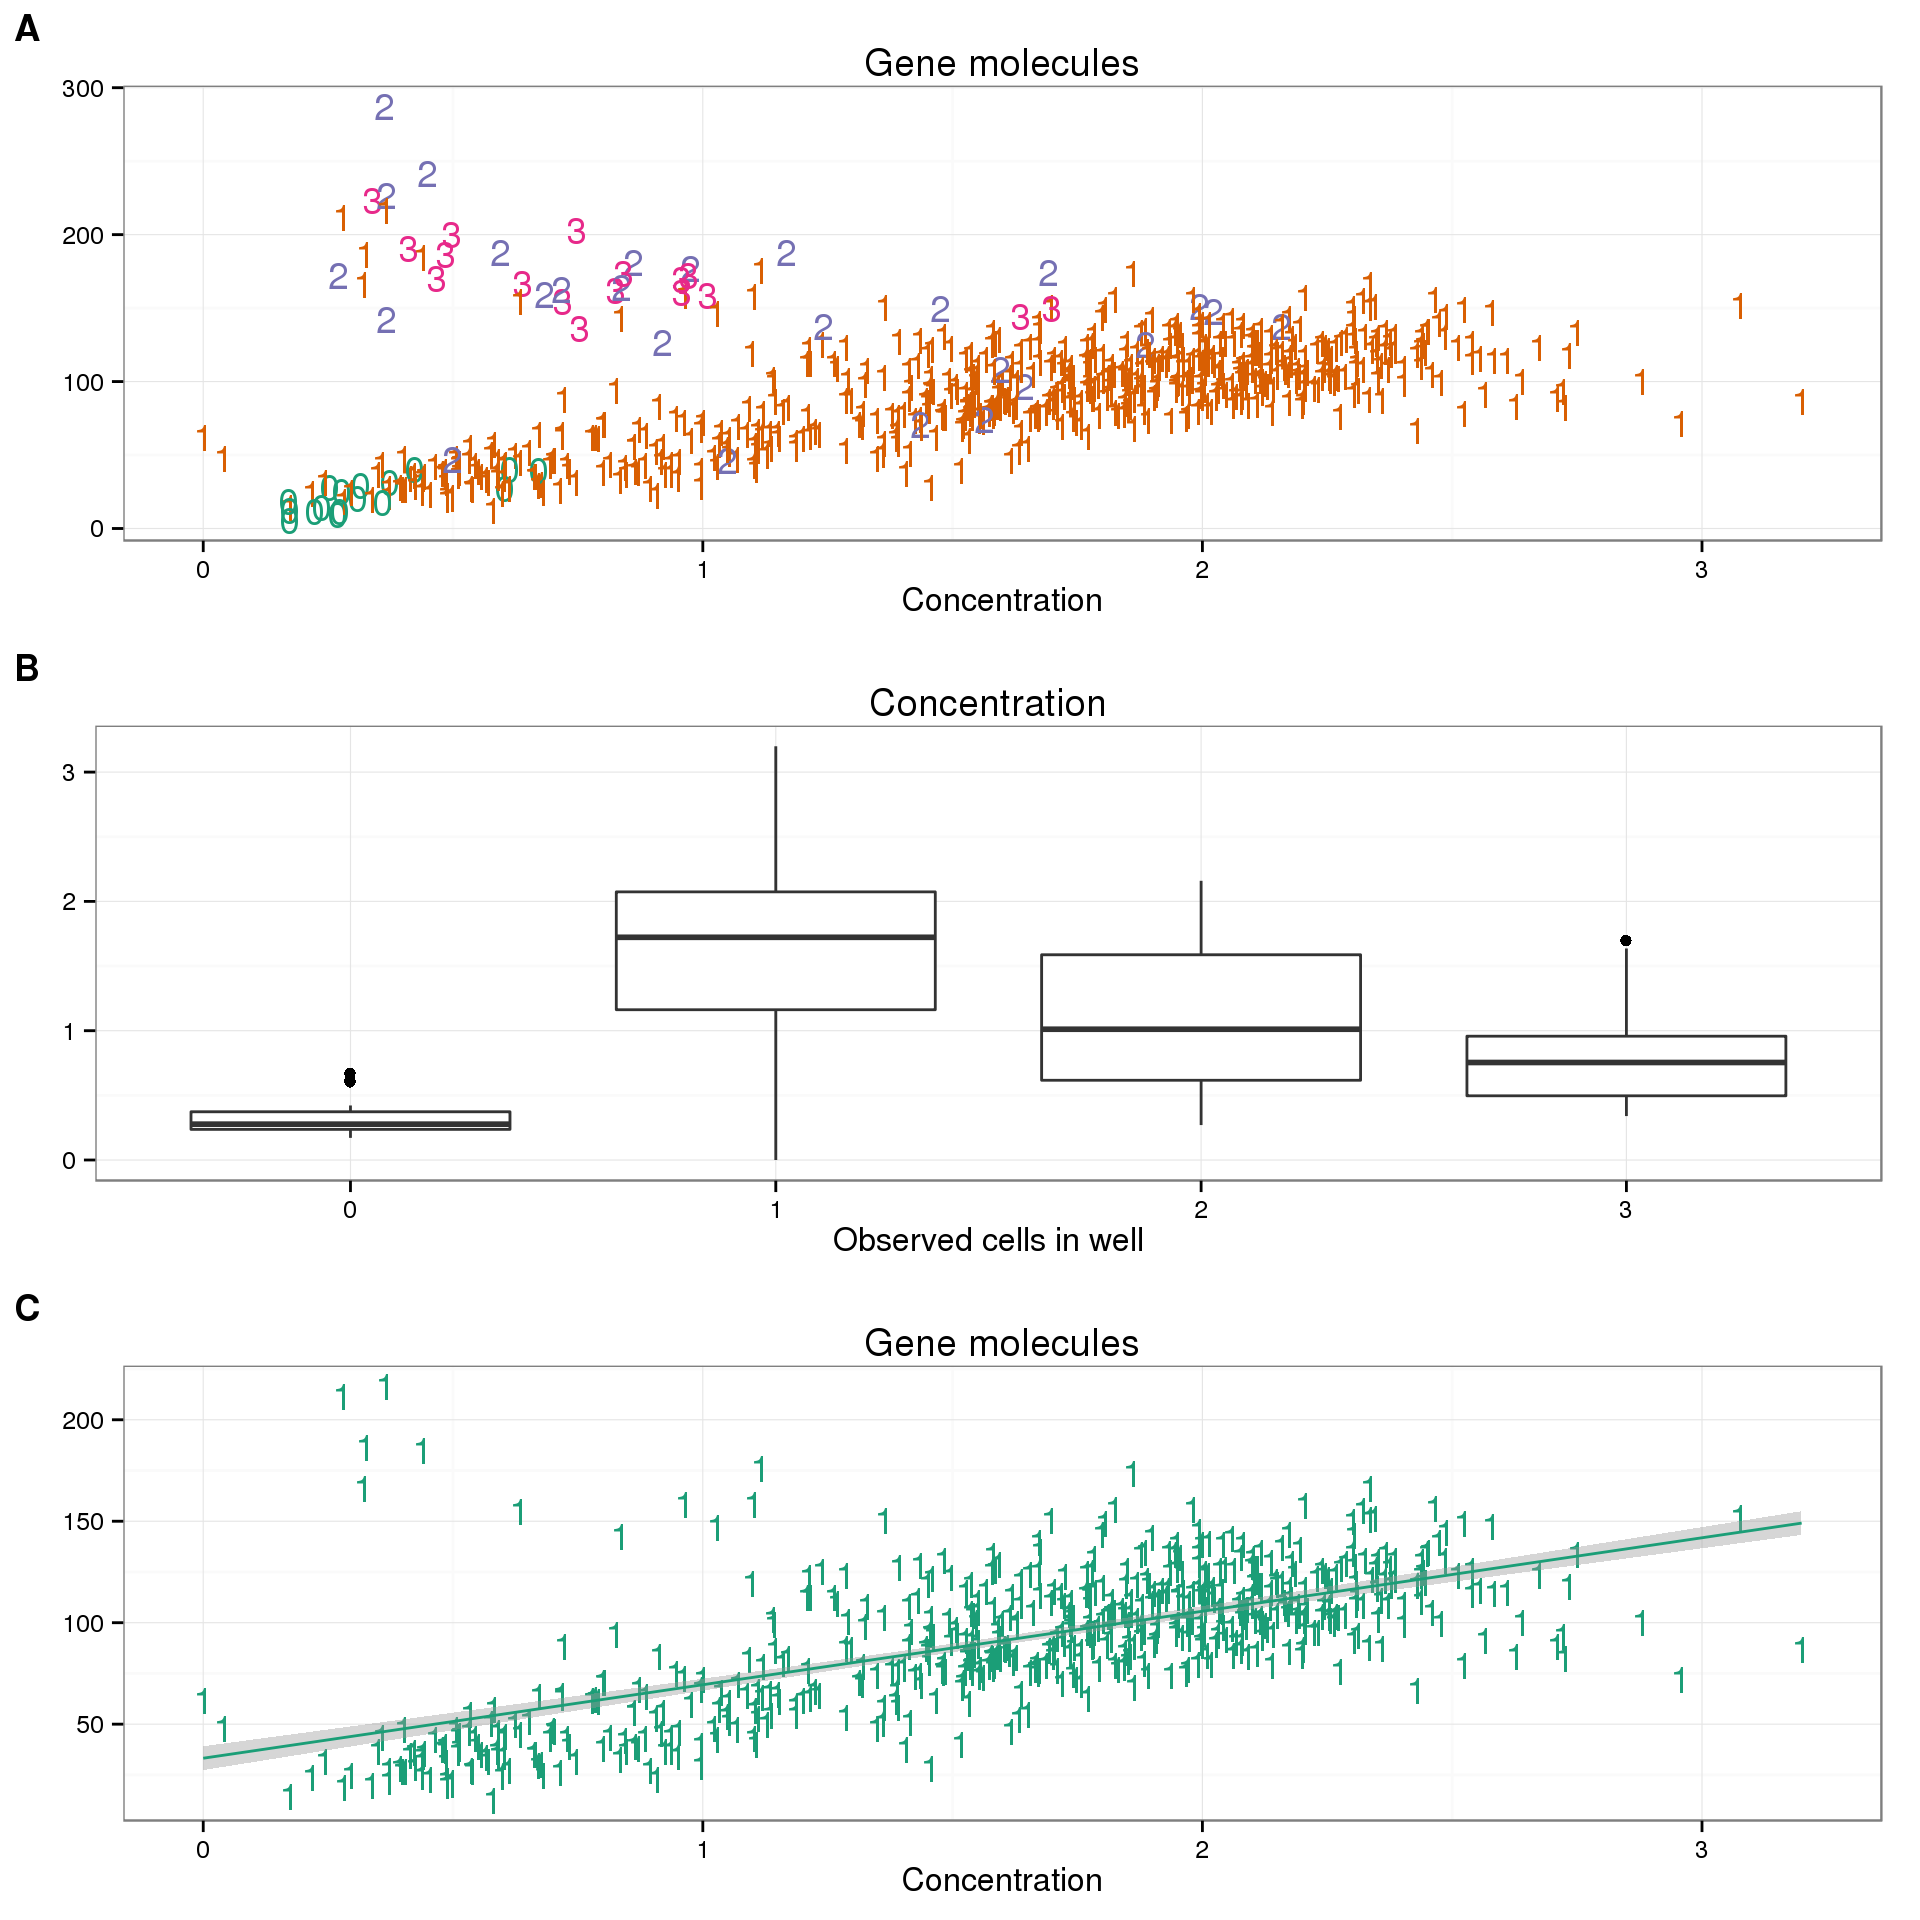 A
Gene molecules
300
200
100
0
0 1 2 3
Concentration
B
Concentration
3
2
1
0
0 1 2 3
Observed cells in well
C
Gene molecules
200
150
100
50
0 1 2 3
Concentration